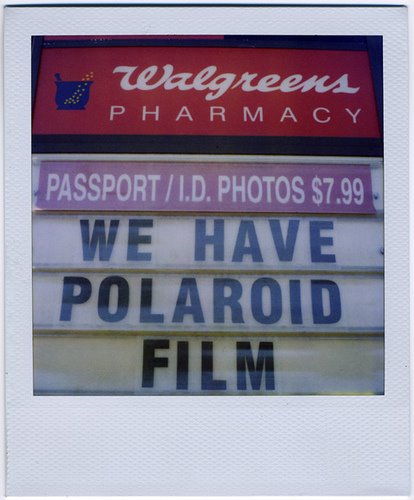 Walgreens
PHARMACY
PASSPORT / I.D. PHOTOS $7.99
WE HAVE
POLAROID
FILM